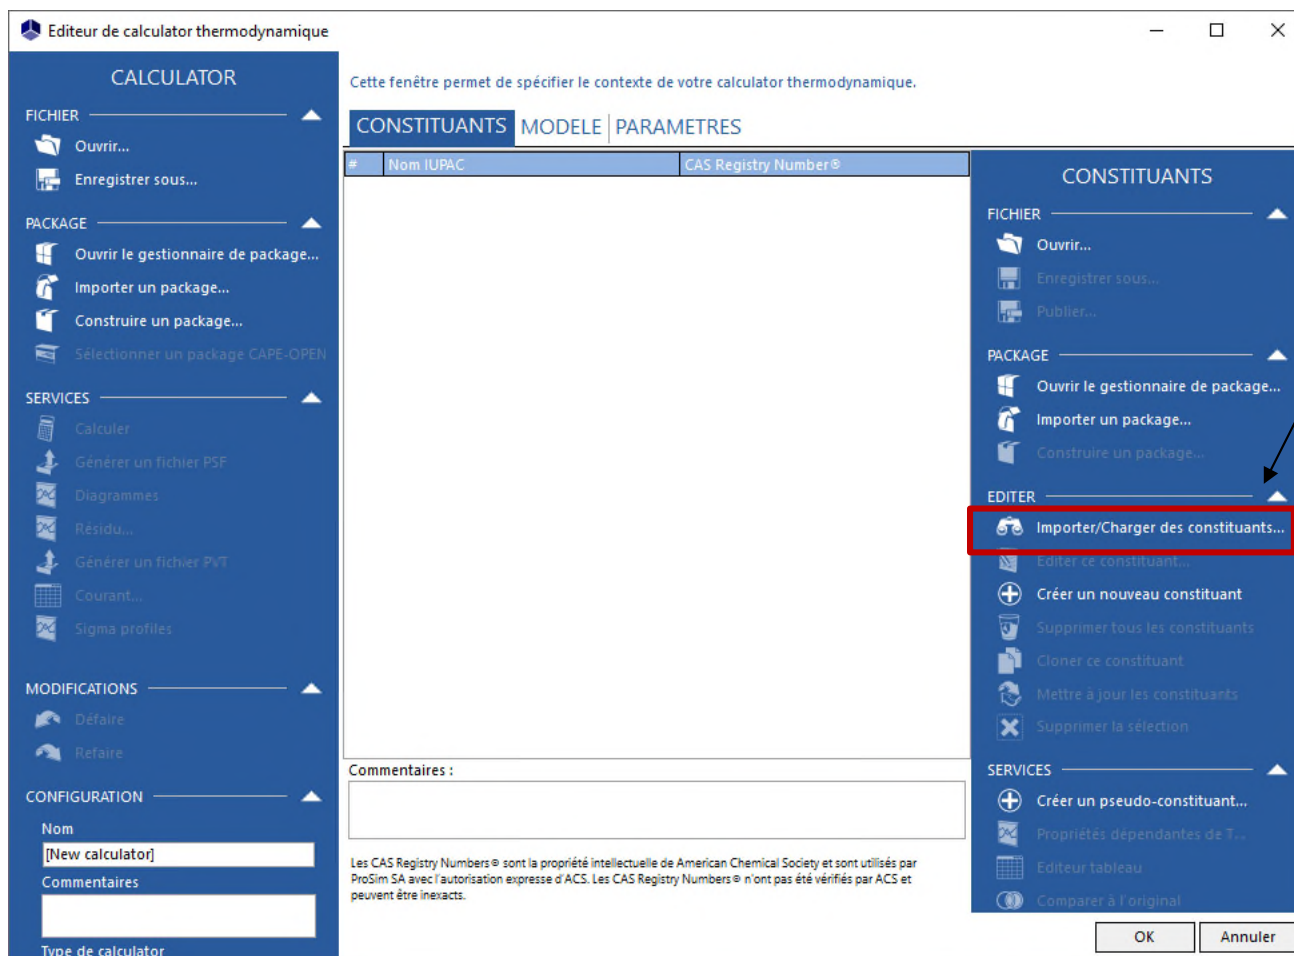 Editeur de calculator thermodynamique
CALCULATOR
FICHIER
Ouvrir...
Enregistrer sous...
PACKAGE
Ouvrir le gestionnaire de package...
Importer un package...
Construire un package...
Sélectionner un package CAPE-OPEN
SERVICES
Calculer
Générer un fichier PSF
Diagrammes
Résidu...
Générer un fichier PVT
Courant...
Sigma profiles
MODIFICATIONS
Défaire
Refaire
CONFIGURATION
Nom
[New calculator]
Commentaires
Type de calculator
Cette fenêtre permet de spécifier le contexte de votre calculator thermodynamique.
CONSTITUANTS MODELE PARAMETRES
# Nom IUPAC CAS Registry Number®
Commentaires :
Les CAS Registry Numbers® sont la propriété intellectuelle de American Chemical Society et sont utilisés par
ProSim SA avec l'autorisation expresse d'ACS. Les CAS Registry Numbers® n'ont pas été vérifiés par ACS et
peuvent être inexacts.
CONSTITUANTS
FICHIER
Ouvrir...
Enregistrer sous...
Publier...
PACKAGE
Ouvrir le gestionnaire de package...
Importer un package...
Construire un package...
EDITER
Importer/Charger des constituants...
Editer ce constituant...
Créer un nouveau constituant
Supprimer tous les constituants
Cloner ce constituant
Mettre à jour les constituants
Supprimer la sélection
SERVICES
Créer un pseudo-constituant...
Propriétés dépendantes de T...
Editeur tableau
Comparer à l'original
OK Annuler